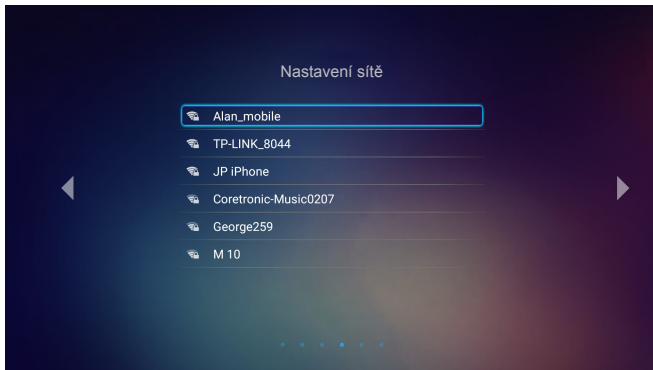 Nastavení sítě
Alan_mobile
TP-LINK_8044
JP iPhone
Coretronic-Music0207
George259
M 10